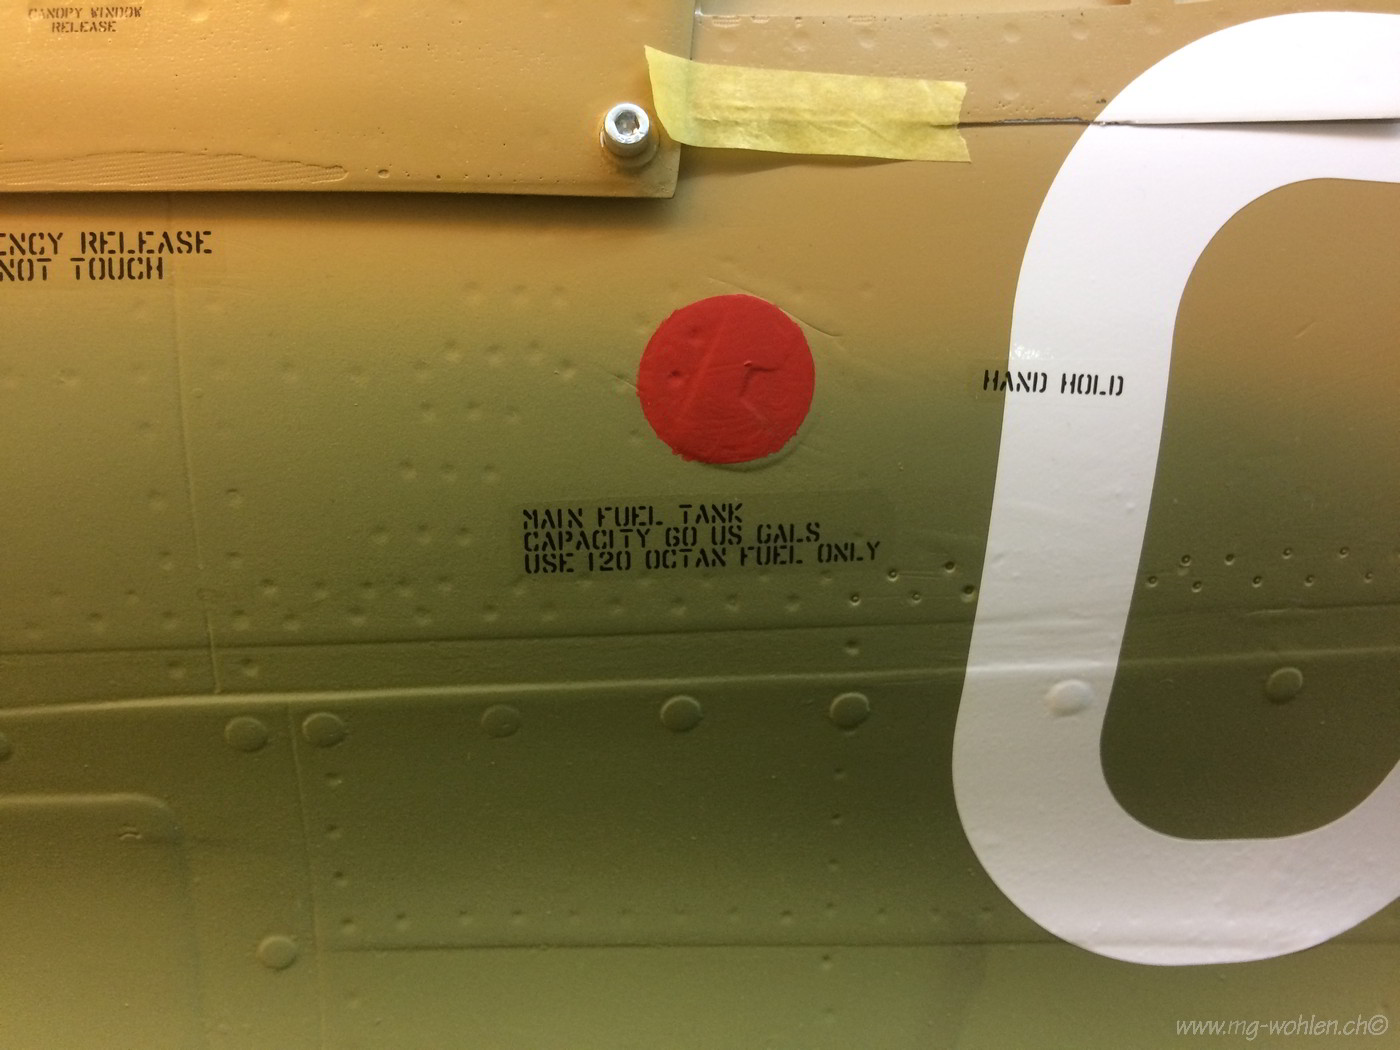 CANOPY WINDOW
RELEASE
ENCY RELEASE
NOT TOUCH
HAND HOLD
MAIN FUEL TANK
CAPACITY 60 US GALS
USE 120 OCTAN FUEL ONLY
www.mg-wohlen.ch©